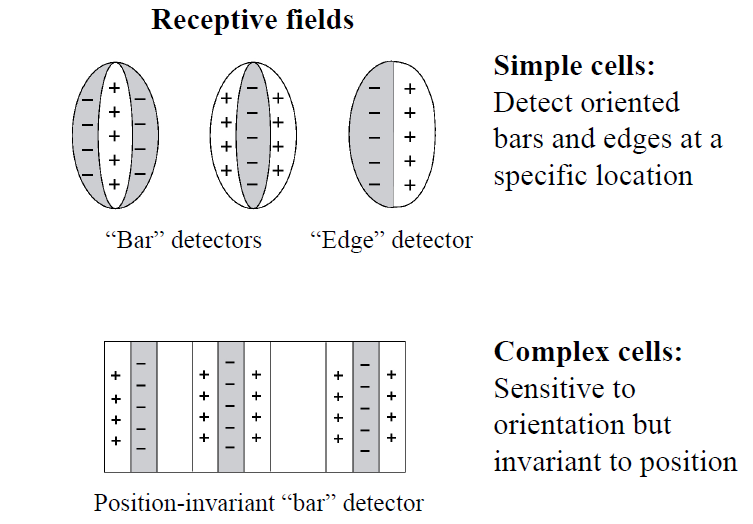 Receptive fields
Simple cells:
Detect oriented
bars and edges at a
specific location
“Bar” detectors
“Edge” detector
Complex cells:
Sensitive to
orientation but
invariant to position
Position-invariant “bar” detector